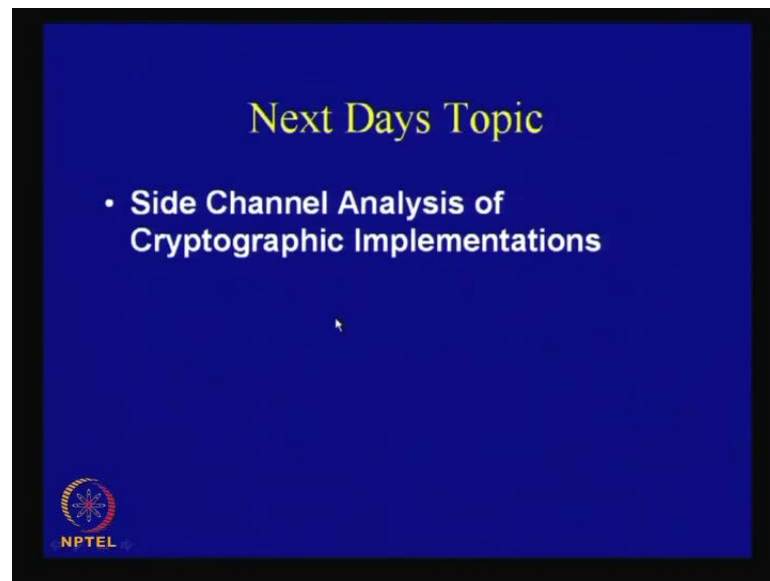 Next Days Topic
• Side Channel Analysis of
Cryptographic Implementations
NPTEL